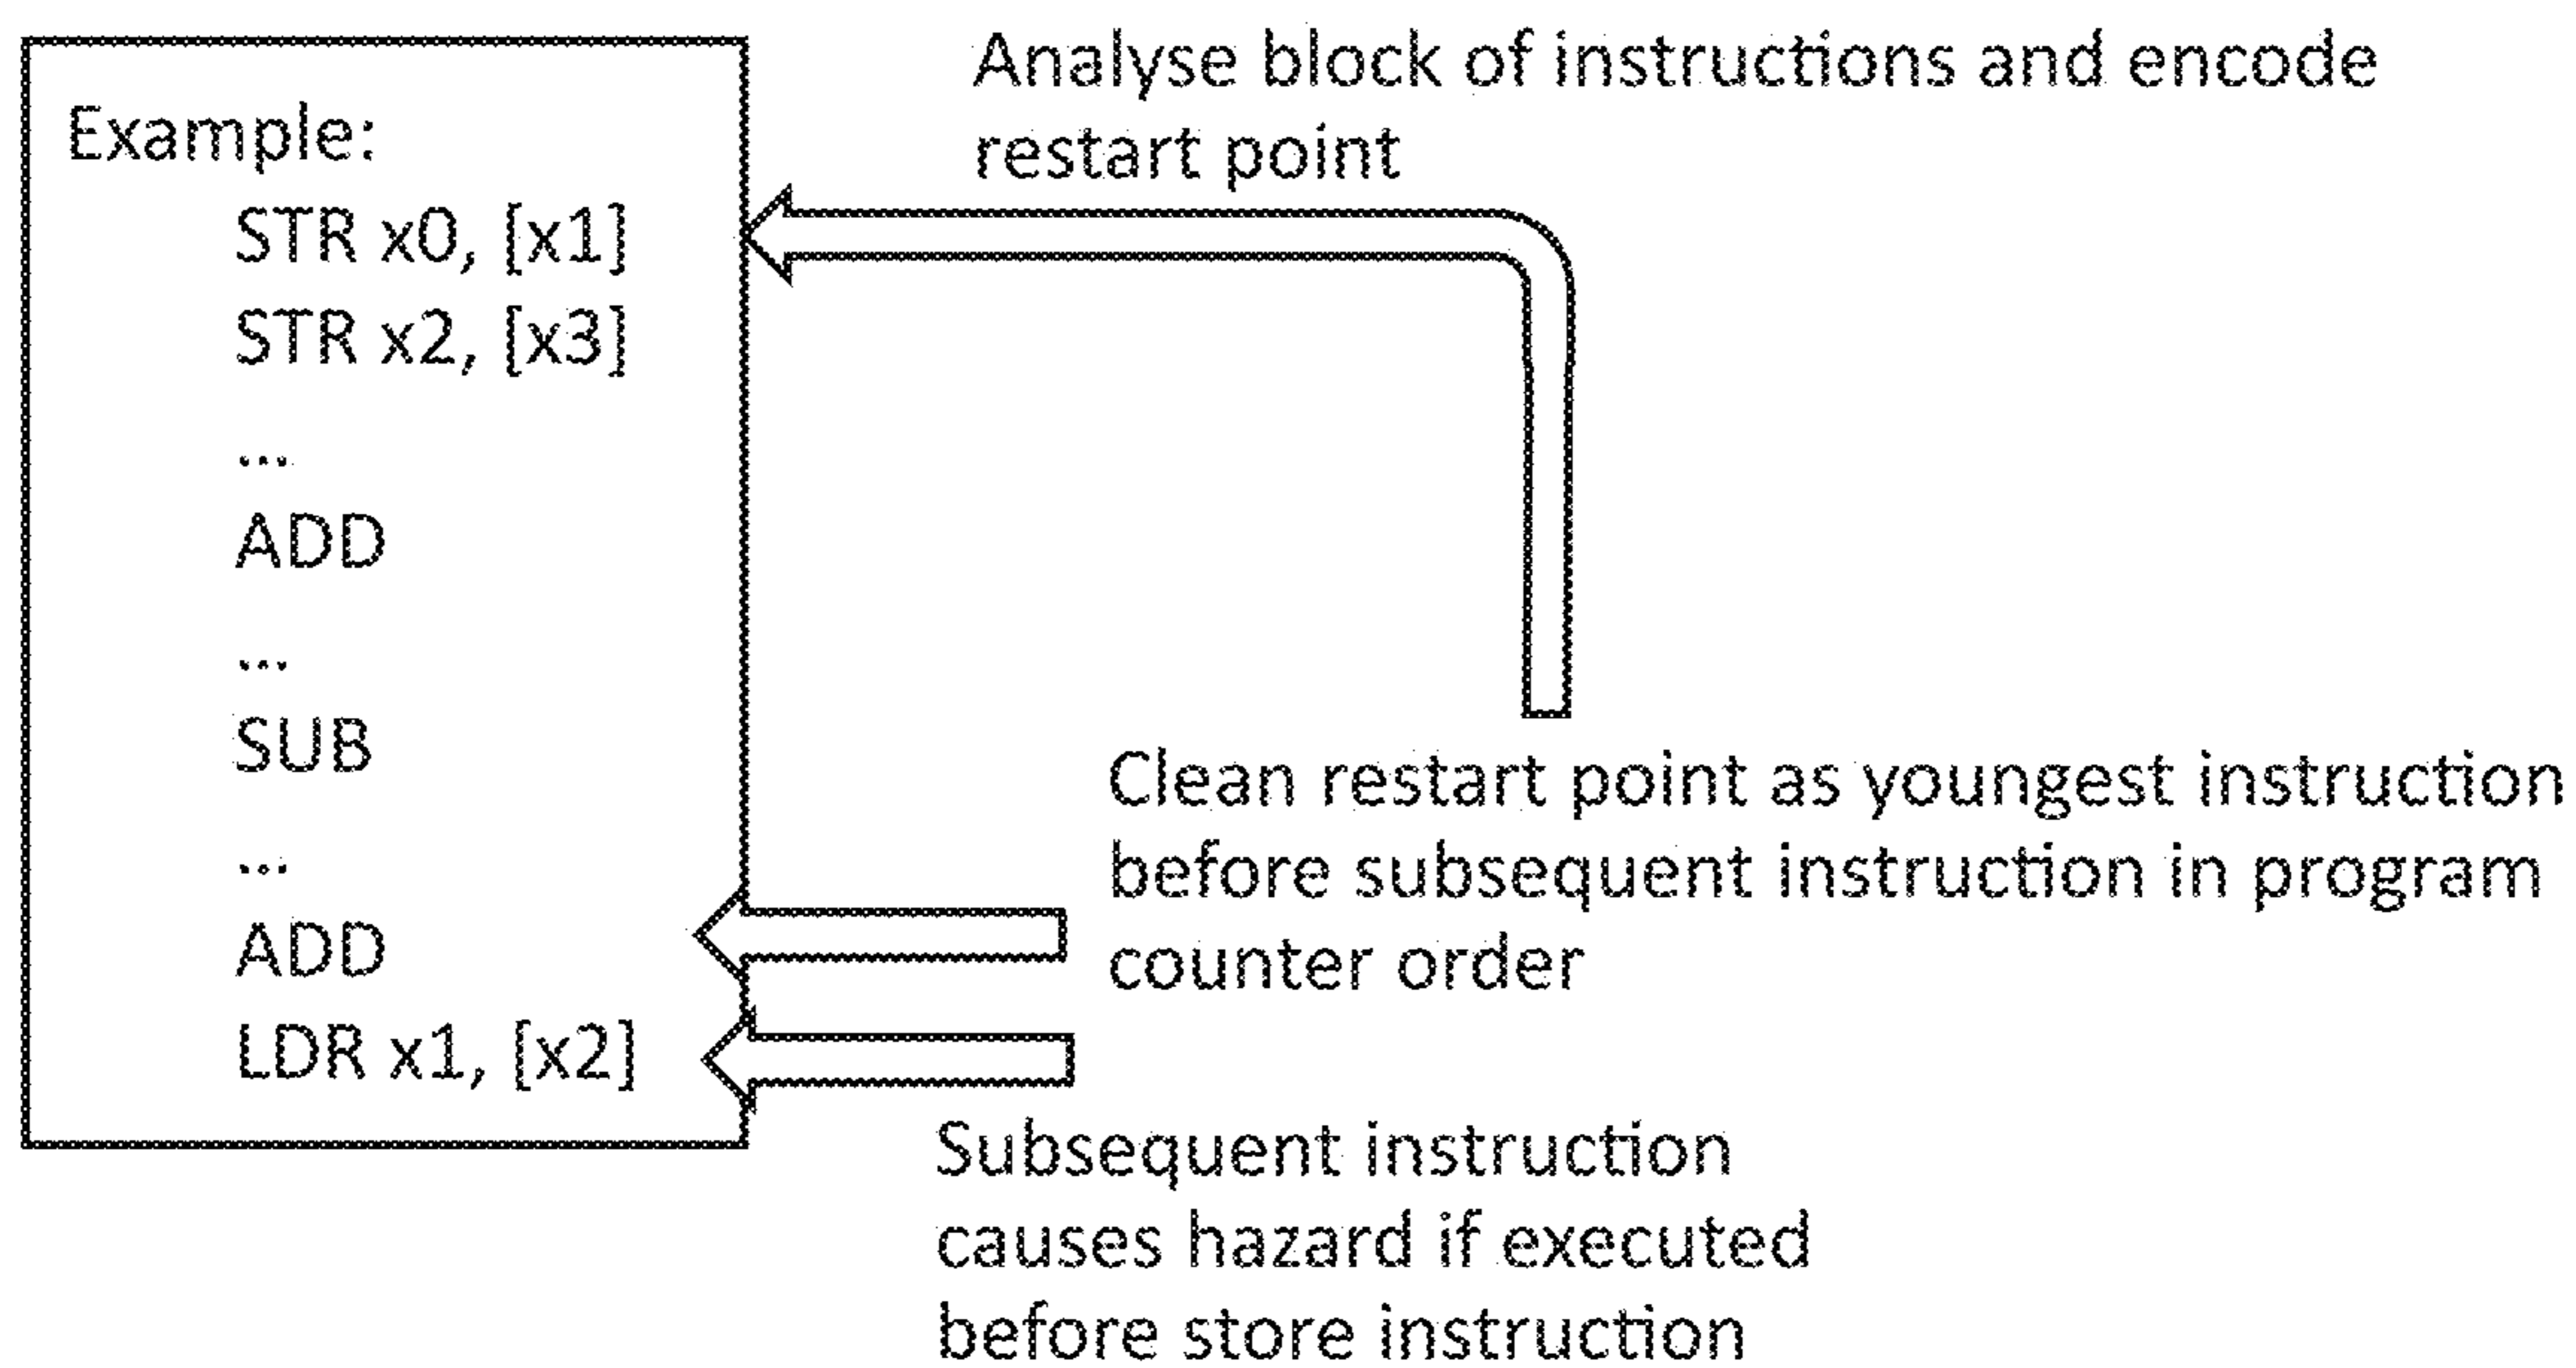 Example:
STR x0, [x1]
STR x2, [x3]
...
ADD
...
SUB
...
ADD
LDR x1, [x2]
Analyse block of instructions and encode
restart point
Clean restart point as youngest instruction
before subsequent instruction in program
counter order
Subsequent instruction
causes hazard if executed
before store instruction